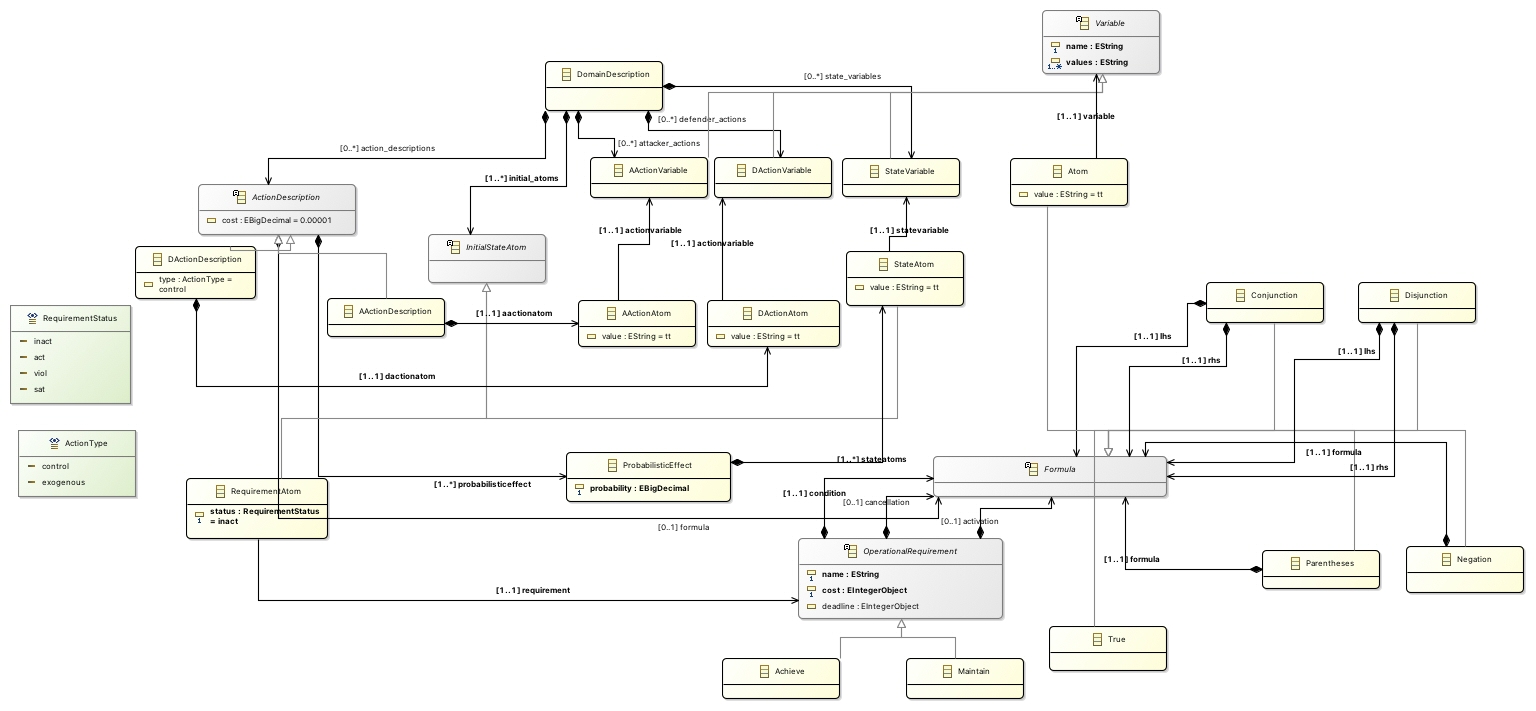 Variable
name : EString
values : EString
1
1..*
DomainDescription
[0..*] state_variables
[0..*] defender_actions
[1..1] variable
[0..*] attacker_actions
[0..*] action_descriptions
AActionVariable
DActionVariable
StateVariable
Atom
value : EString = tt
[1..*] initial_atoms
ActionDescription
cost : EBigDecimal = 0.00001
[1..1] actionvariable
[1..1] actionvariable
[1..1] statevariable
InitialStateAtom
DActionDescription
type : ActionType =
control
StateAtom
value : EString = tt
Conjunction
Disjunction
RequirementStatus
inact
act
viol
sat
AActionDescription
[1..1] aactionatom
AActionAtom
value : EString = tt
DActionAtom
value : EString = tt
[1..1] lhs
[1..1] rhs
[1..1] lhs
[1..1] dactionatom
ActionType
control
exogenous
[1..*] stateatoms
[1..1] formula
[1..1] rhs
ProbabilisticEffect
probability : EBigDecimal
1
Formula
[1..*] probabilisticeffect
[1..1] condition
[0..1] cancellation
[0..1] activation
RequirementAtom
status : RequirementStatus
= inact
1
[0..1] formula
OperationalRequirement
name : EString
1
cost : EIntegerObject
1
deadline : EIntegerObject
[1..1] formula
Parentheses
Negation
[1..1] requirement
True
Achieve
Maintain